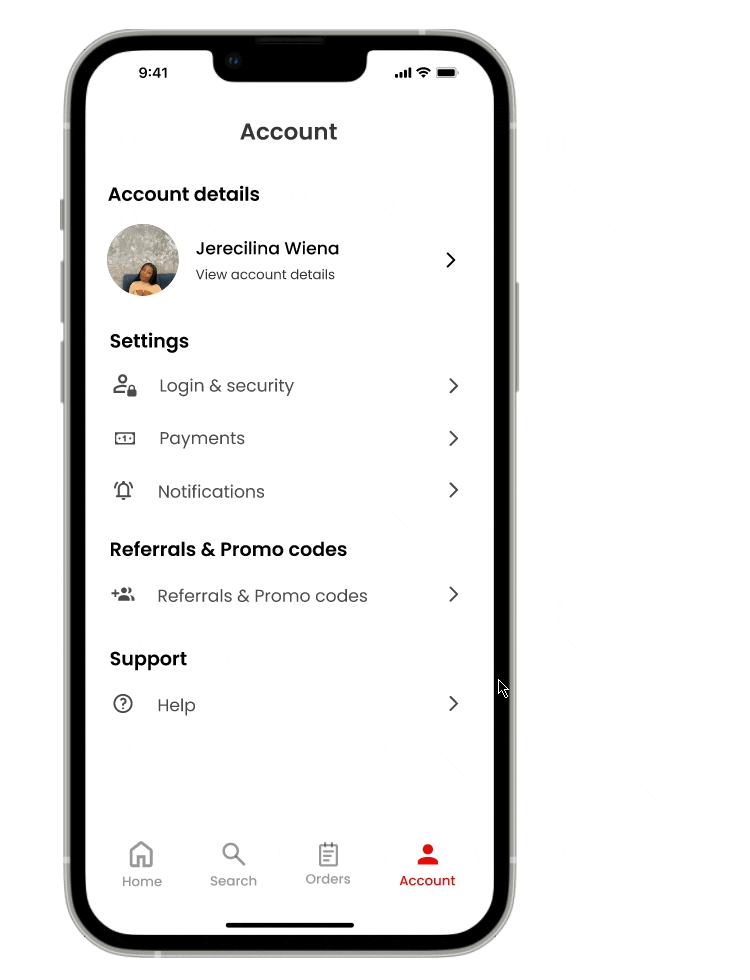 9:41
Account
Account details
Jerecilina Wiena
View account details
Settings
Login & security
Payments
Notifications
Referrals & Promo codes
Referrals & Promo codes
Support
Help
Home
Search
Orders
Account